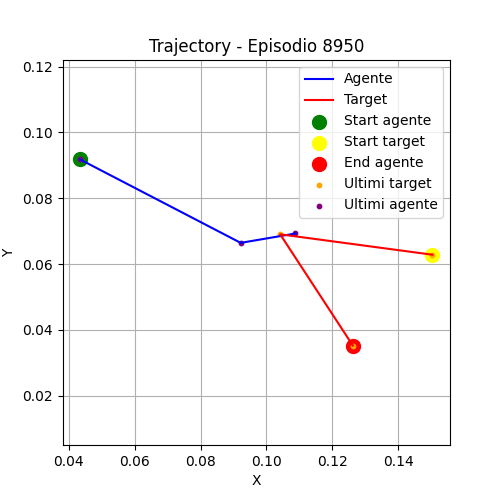 Trajectory - Episodio 8950
Agente
Target
Start agente
Start target
End agente
Ultimi target
Ultimi agente
0.12
0.10
0.08
0.06
0.04
0.02
Y
0.04 0.06 0.08 0.10 0.12 0.14
X